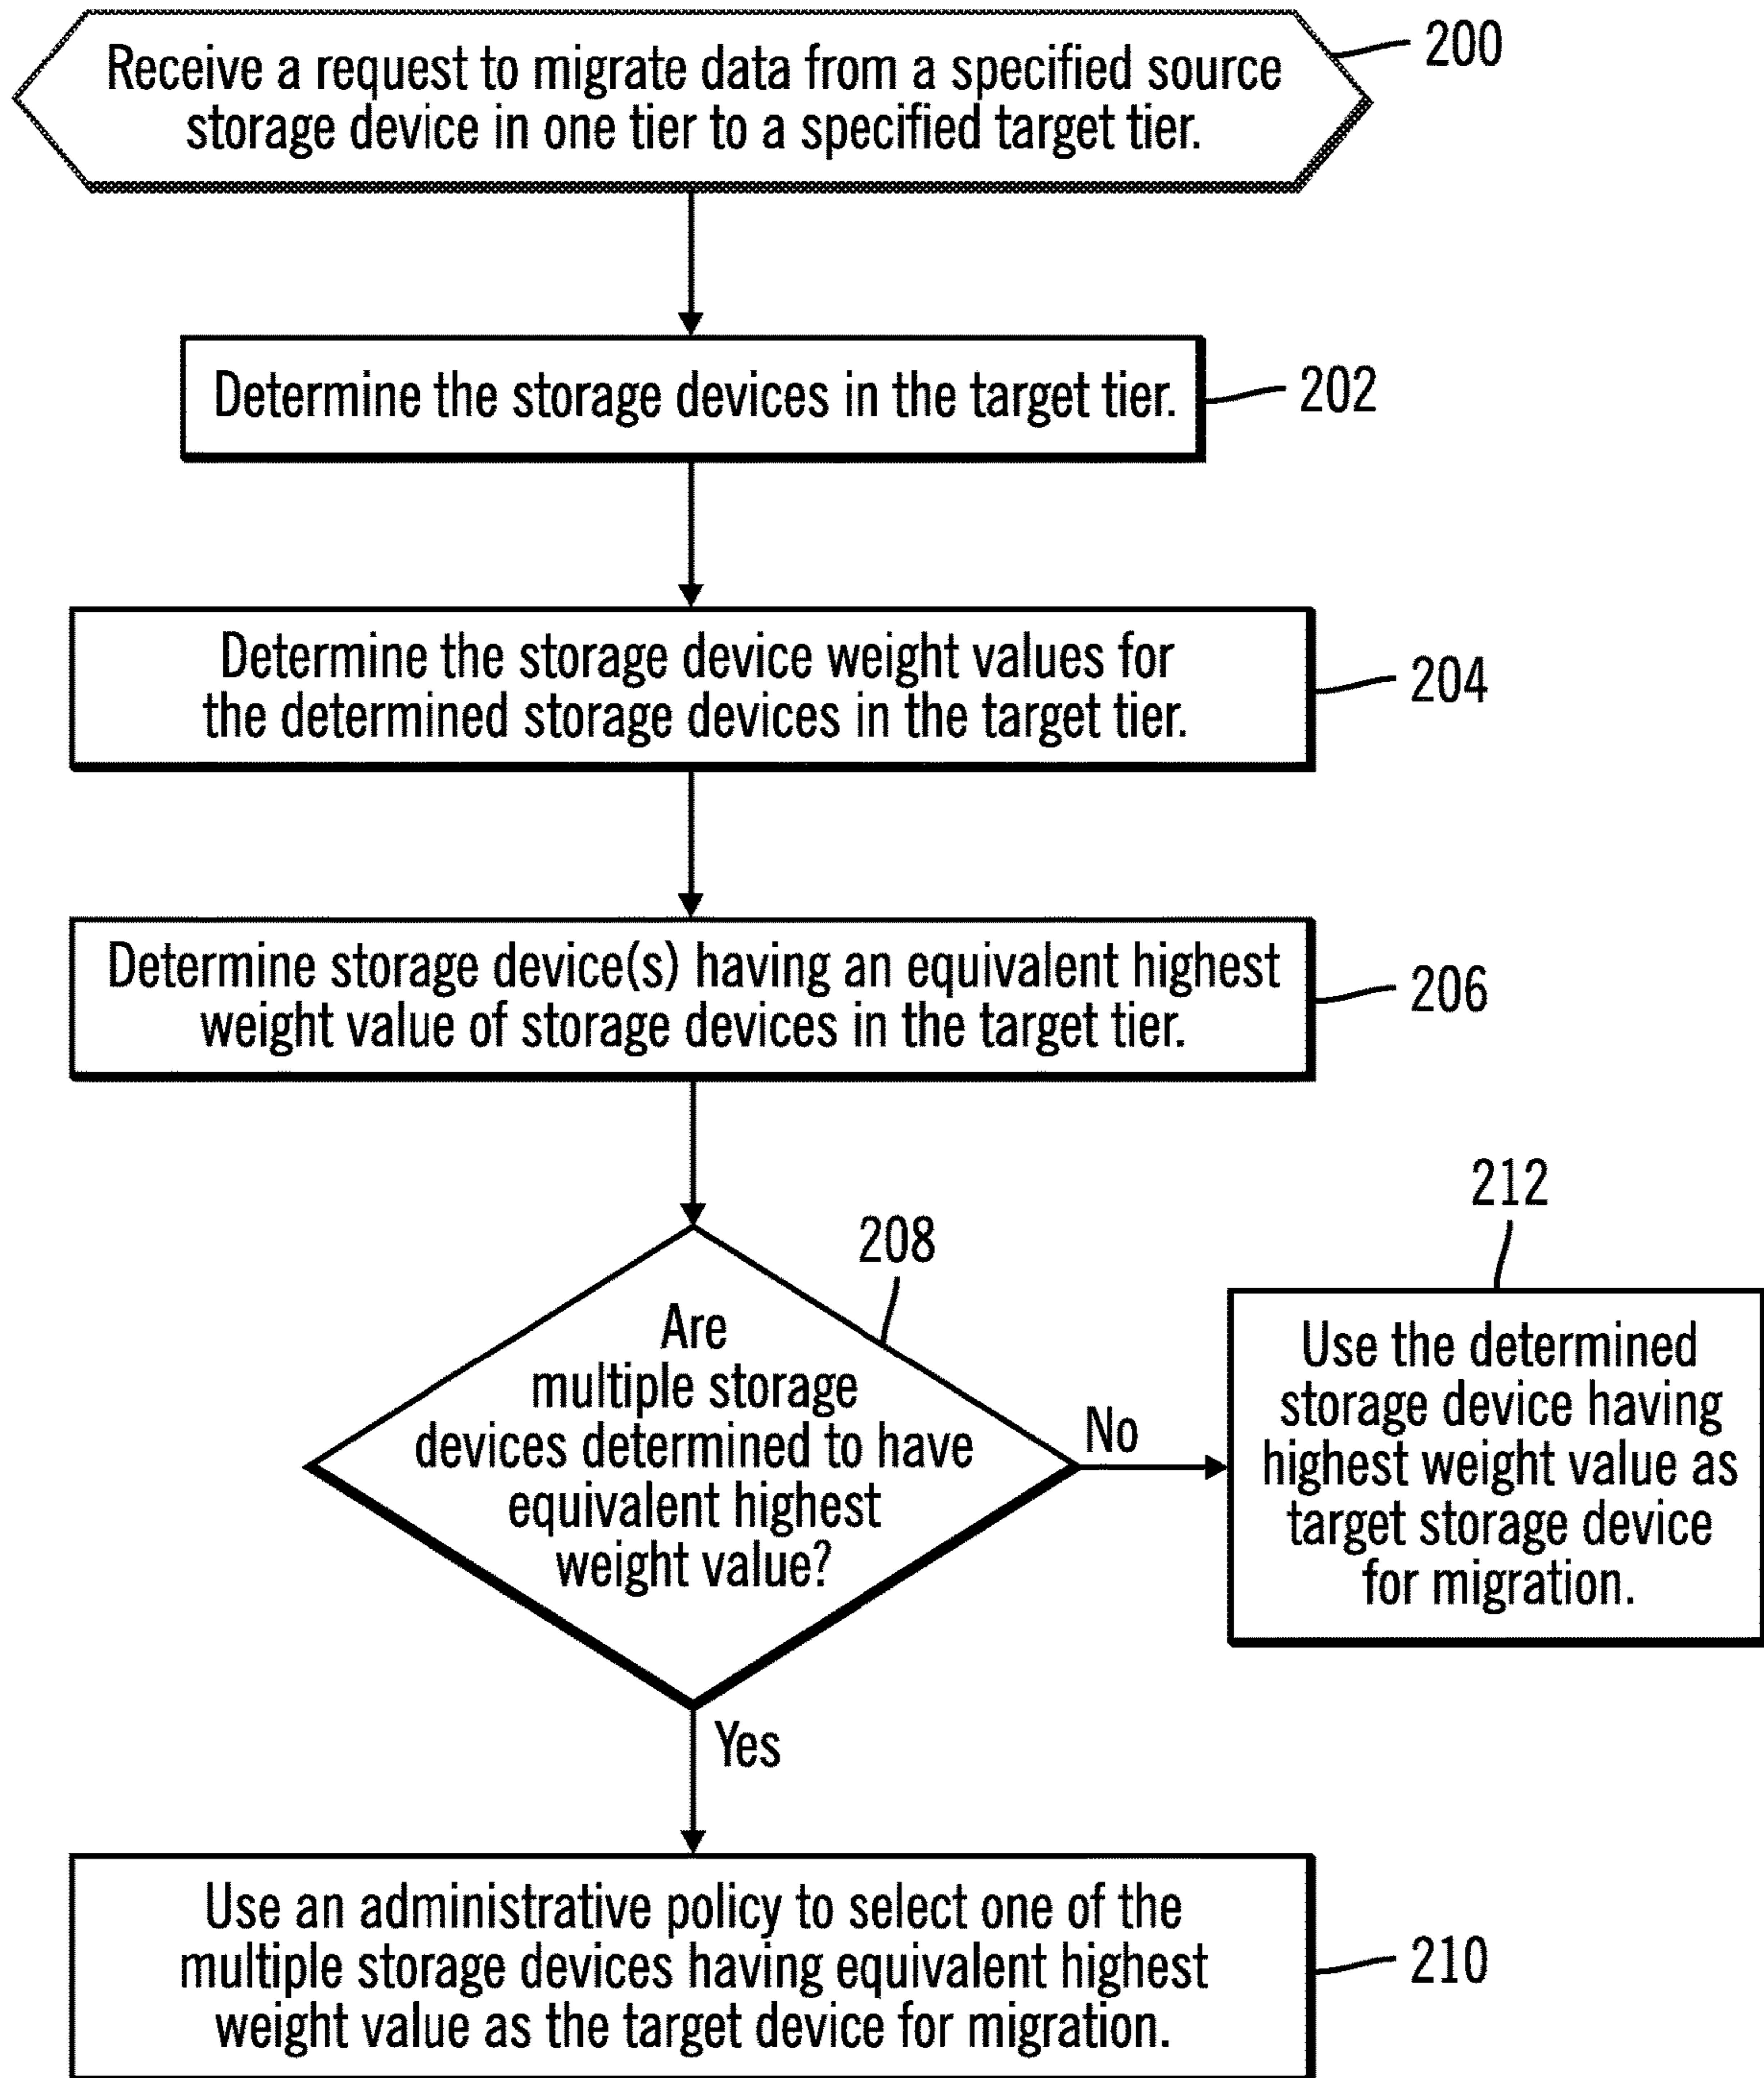 Receive a request to migrate data from a specified source
storage device in one tier to a specified target tier.
200
Determine the storage devices in the target tier.
202
Determine the storage device weight values for
the determined storage devices in the target tier.
204
Determine storage device(s) having an equivalent highest
weight value of storage devices in the target tier.
206
208
Are
multiple storage
devices determined to have
equivalent highest
weight value?
No
212
Use the determined
storage device having
highest weight value as
target storage device
for migration.
Yes
Use an administrative policy to select one of the
multiple storage devices having equivalent highest
weight value as the target device for migration.
210